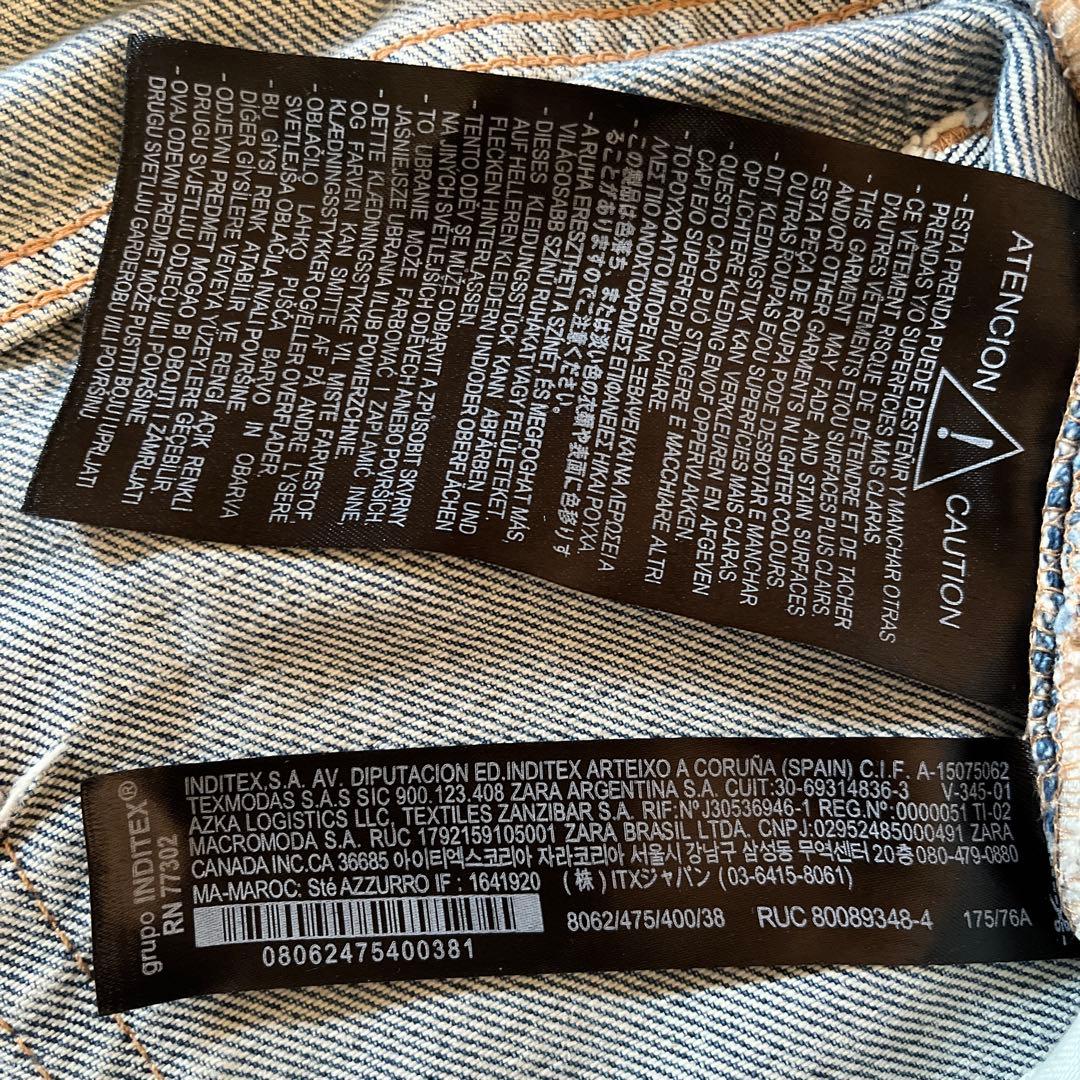 ATENCION
CAUTION
- ESTA PRENDA PUEDE DESTEÑIR Y MANCHAR OTRAS
PRENDAS Y/O SUPERFICIES MAS CLARAS
- CE VÊTEMENT RISQUE DE DÉTEINDRE ET DE TACHER
D'AUTRES VÊTEMENTS ET/OU SURFACES PLUS CLAIRS.
- THIS GARMENT MAY FADE AND STAIN SURFACES
AND/OR OTHER GARMENTS IN LIGHTER COLOURS
- ESTA PEÇA DE ROUPA PODE DESBOTAR E MANCHAR
OUTRAS ROUPAS E/OU SUPERFICIES MAIS CLARAS
- DIT KLEDINGSTUK KAN VERKLEUREN EN AFGEVEN
OP LICHTERE KLEDING EN/OF OPPERVLAKKEN.
- QUESTO CAPO PUÒ STINGERE E MACCHIARE ALTRI
CAPI E/O SUPERFICI PIÙ CHIARE.
- ΤΟ ΡΟΥΧΟ ΑΥΤΟ ΜΠΟΡΕΙ ΝΑ ΞΕΒΑΨΕΙ ΚΑΙ ΝΑ ΛΕΡΩΣΕΙ ΑΛΛΑ
- この製品は色落ち、または淡い色の衣類や表面に色移りす
ることがありますのでご注意ください。
- A RUHA ERESZTHETI A SZINÉT, ÉS MEGFOGHAT MÁS
VILÁGOSABB SZÍNŰ RUHÁKAT VAGY FELÜLETEKET.
- DIESES KLEIDUNGSSTÜCK KANN ABFÄRBEN UND
AUF HELLEREN KLEIDERN UND/ODER OBERFLÄCHEN
FLECKEN HINTERLASSEN.
- TENTO ODĚV SE MŮŽE ODBARVIT A ZPŮSOBIT SKVRNY
NA JINÝCH SVĚTLEJŠÍCH ODĚVECH ANEBO POVRŠÍCH
- TO UBRANIE MOŻE FARBOWAĆ I ZAPLAMIĆ INNE,
JAŚNIEJSZE UBRANIA I/LUB POWIERZCHNIE.
- DETTE KLÆDNINGSSTYKKE VIL MISTE FARVESTOF
OG FARVEN KAN SMITTE AF PÅ ANDRE LYSERE
KLÆDNINGSSTYKKER OG/ELLER OVERFLADER.
- OBLAČILO LAHKO PUŠČA BARVO IN OBARVA
SVETLEJŠA OBLAČILA IN/ALI POVRŠINE.
- BU GİYSİ RENK ATABİLİR VE RENGİ AÇIK RENKLİ
DİĞER GİYSİLERE VE/VEYA YÜZEYLERE GEÇEBİLİR.
- ODJEVNI PREDMET MOGAO BI OBOJITI I ZAMRLJATI
DRUGU SVJETLIJU ODJEĆU I/ILI POVRŠINE
- OVAJ ODEVNI PREDMET MOŽE PUSTITI BOJU I UPRLJATI
DRUGU SVETLIJU GARDEROBU I/ILI POVRŠINU.
grupo INDITEX®
RN 77302
INDITEX,S.A. AV. DIPUTACION ED.INDITEX ARTEIXO A CORUÑA (SPAIN) C.I.F. A-15075062
TEXMODAS S.A.S SIC 900.123.408 ZARA ARGENTINA S.A. CUIT:30-69314836-3 V-345-01
AZKA LOGISTICS LLC, TEXTILES ZANZIBAR S.A. RIF:Nº J30536946-1 REG.Nº:0000051 TI-02
MACROMODA S.A. RUC 1792159105001 ZARA BRASIL LTDA. CNPJ:02952485000491 ZARA
CANADA INC.CA 36685 아이티엑스코리아 자라코리아 서울시 강남구 삼성동 무역센터 20층 080-479-0880
MA-MAROC: Sté AZZURRO IF : 1641920 (株) ITXジャパン (03-6415-8061)
8062/475/400/38 RUC 80089348-4 175/76A
08062475400381